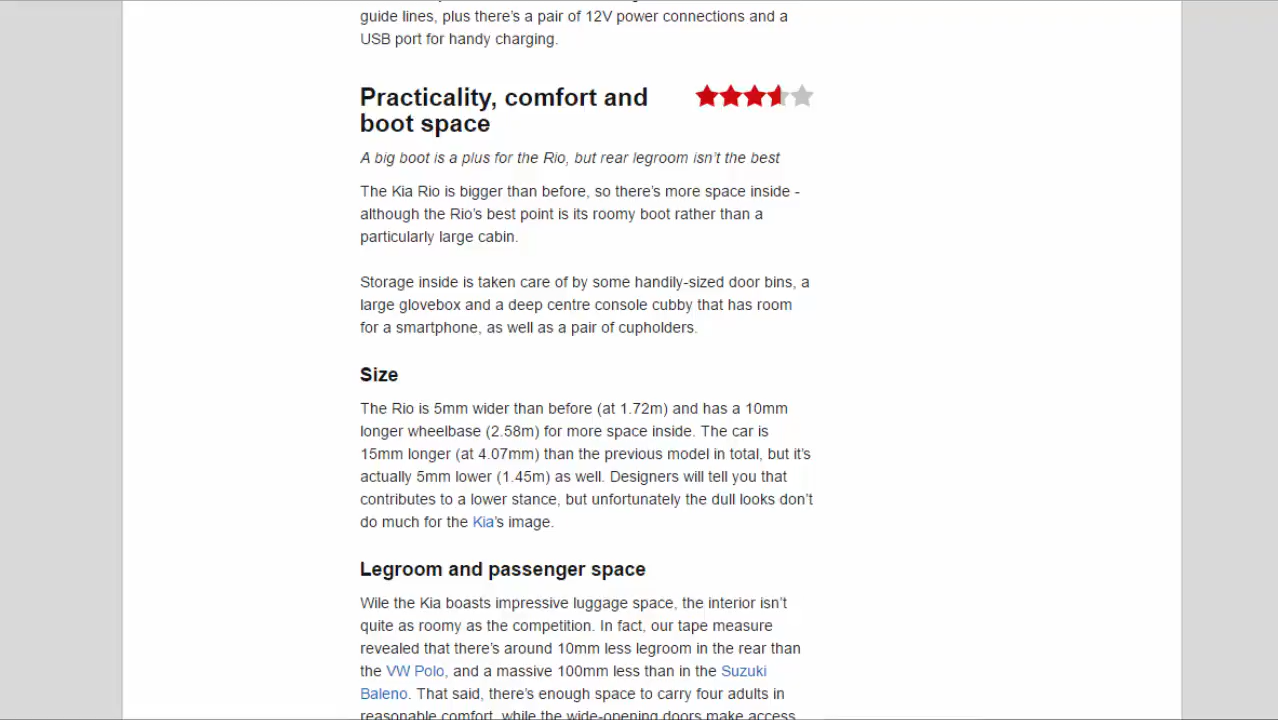 guide lines, plus there's a pair of 12V power connections and a
USB port for handy charging.
Practicality, comfort and
boot space
A big boot is a plus for the Rio, but rear legroom isn't the best
The Kia Rio is bigger than before, so there's more space inside -
although the Rio's best point is its roomy boot rather than a
particularly large cabin.
Storage inside is taken care of by some handily-sized door bins, a
large glovebox and a deep centre console cubby that has room
for a smartphone, as well as a pair of cupholders.
Size
The Rio is 5mm wider than before (at 1.72m) and has a 10mm
longer wheelbase (2.58m) for more space inside. The car is
15mm longer (at 4.07mm) than the previous model in total, but it's
actually 5mm lower (1.45m) as well. Designers will tell you that
contributes to a lower stance, but unfortunately the dull looks don't
do much for the Kia's image.
Legroom and passenger space
Wile the Kia boasts impressive luggage space, the interior isn't
quite as roomy as the competition. In fact, our tape measure
revealed that there's around 10mm less legroom in the rear than
the VW Polo, and a massive 100mm less than in the Suzuki
Baleno. That said, there's enough space to carry four adults in
reasonable comfort, while the wide-opening doors make access